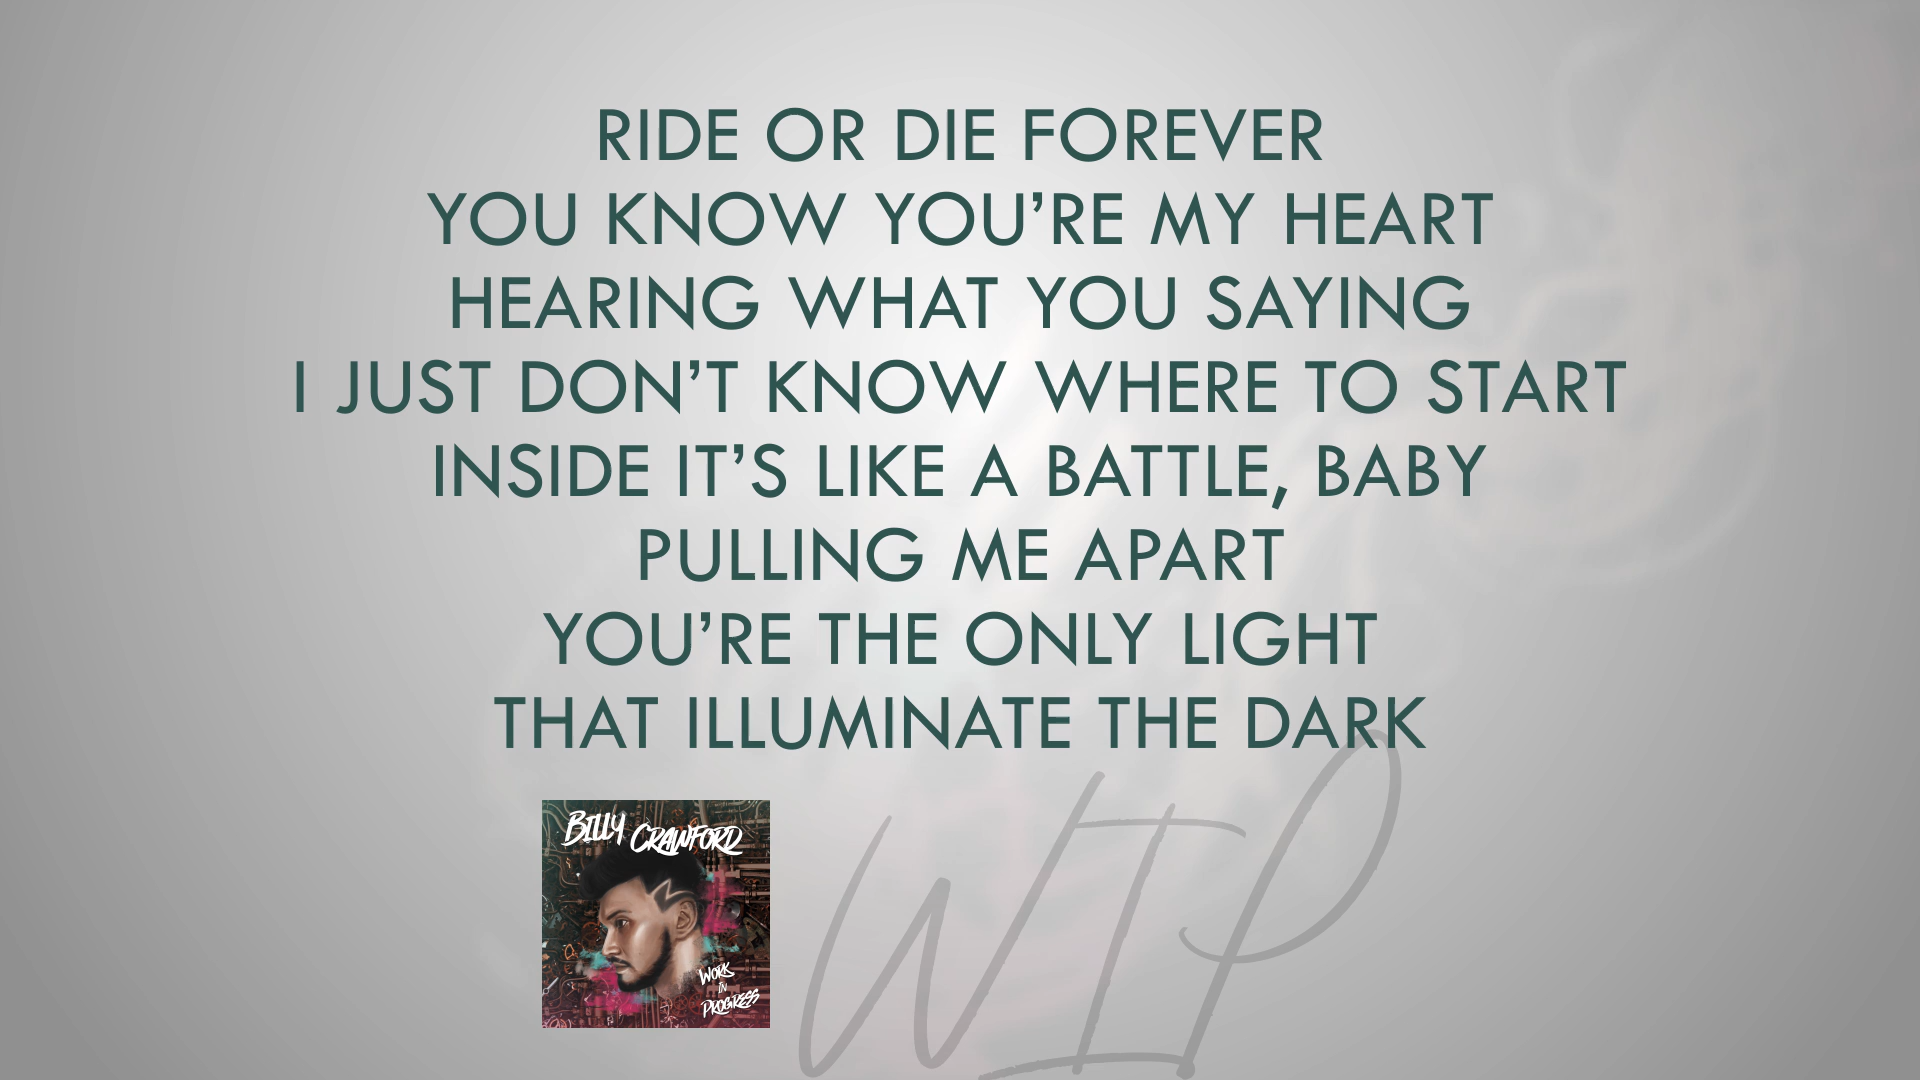 RIDE OR DIE FOREVER
YOU KNOW YOU’RE MY HEART
HEARING WHAT YOU SAYING
I JUST DON’T KNOW WHERE TO START
INSIDE IT’S LIKE A BATTLE, BABY
PULLING ME APART
YOU’RE THE ONLY LIGHT
THAT ILLUMINATE THE DARK
BILLY CRAWFORD
WORK
IN
PROGRESS
WIP